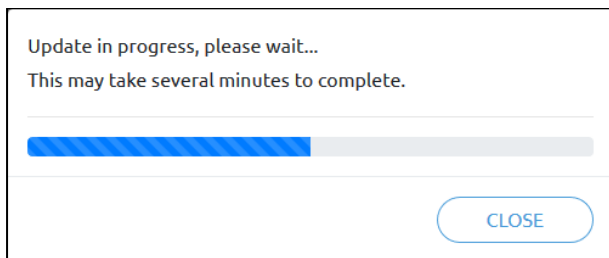 Update in progress, please wait...
This may take several minutes to complete.
CLOSE